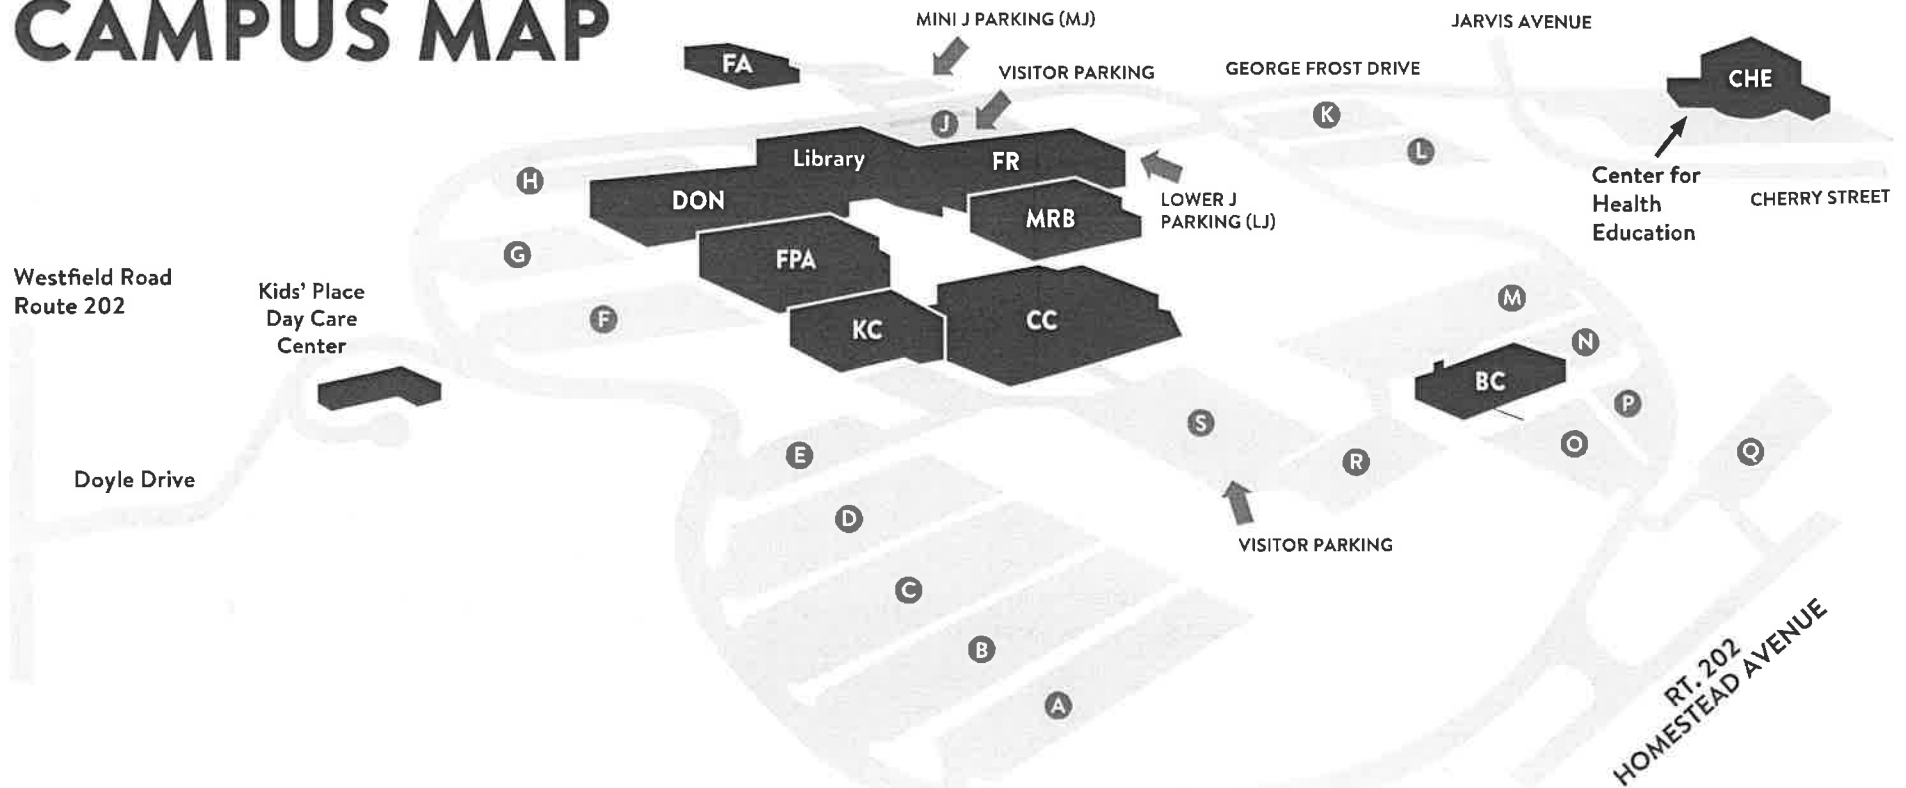 CAMPUS MAP
MINI J PARKING (MJ)
JARVIS AVENUE
FA
VISITOR PARKING
GEORGE FROST DRIVE
CHE
J
K
Library
FR
L
H
DON
MRB
LOWER J
PARKING (LJ)
Center for
Health
Education
CHERRY STREET
G
FPA
Westfield Road
Route 202
Kids' Place
Day Care
Center
F
KC
CC
M
N
BC
P
S
O
E
R
Q
Doyle Drive
D
VISITOR PARKING
C
B
A
RT. 202
HOMESTEAD AVENUE